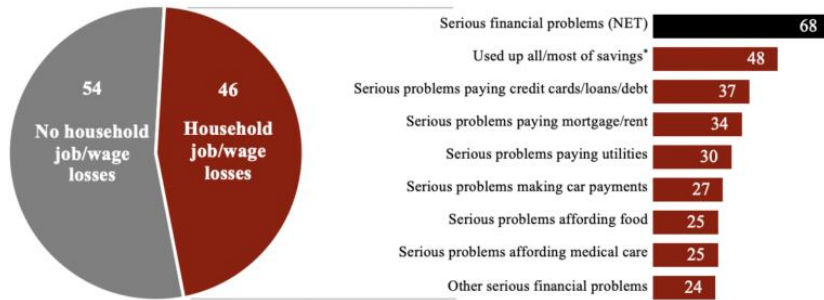 54
No household
job/wage
losses
46
Household
job/wage
losses
Serious financial problems (NET) 68
Used up all/most of savings* 48
Serious problems paying credit cards/loans/debt 37
Serious problems paying mortgage/rent 34
Serious problems paying utilities 30
Serious problems making car payments 27
Serious problems affording food 25
Serious problems affording medical care 25
Other serious financial problems 24